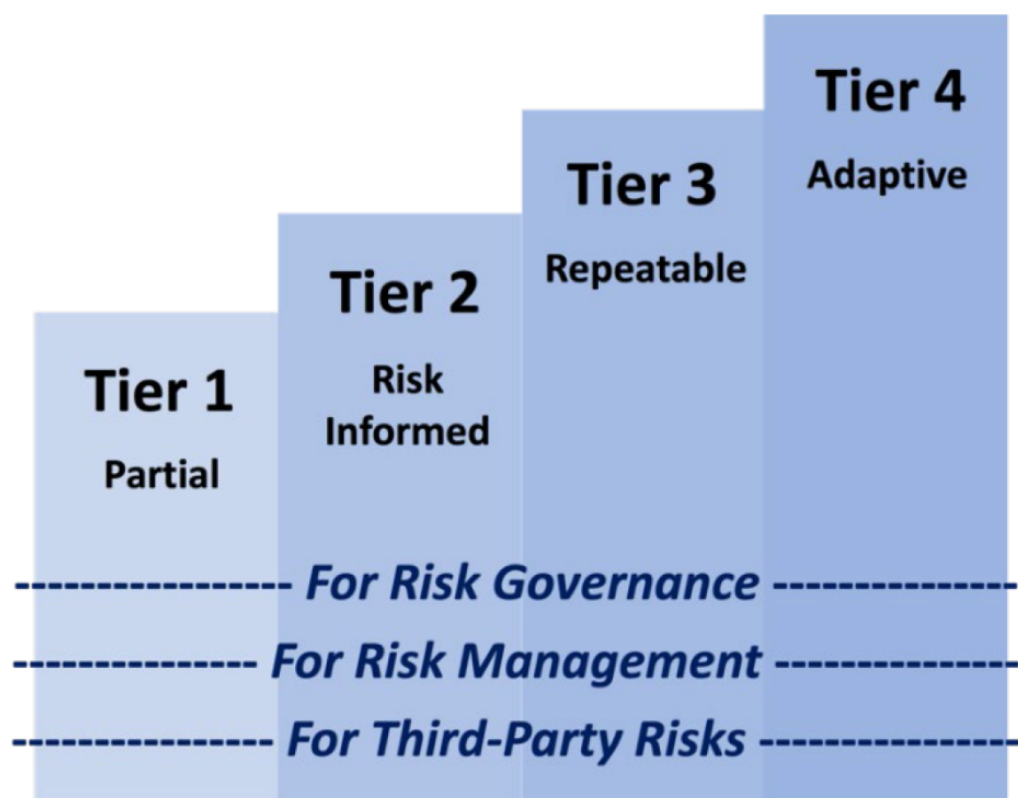 Tier 1
Partial
Tier 2
Risk
Informed
Tier 3
Repeatable
Tier 4
Adaptive
For Risk Governance
For Risk Management
For Third-Party Risks